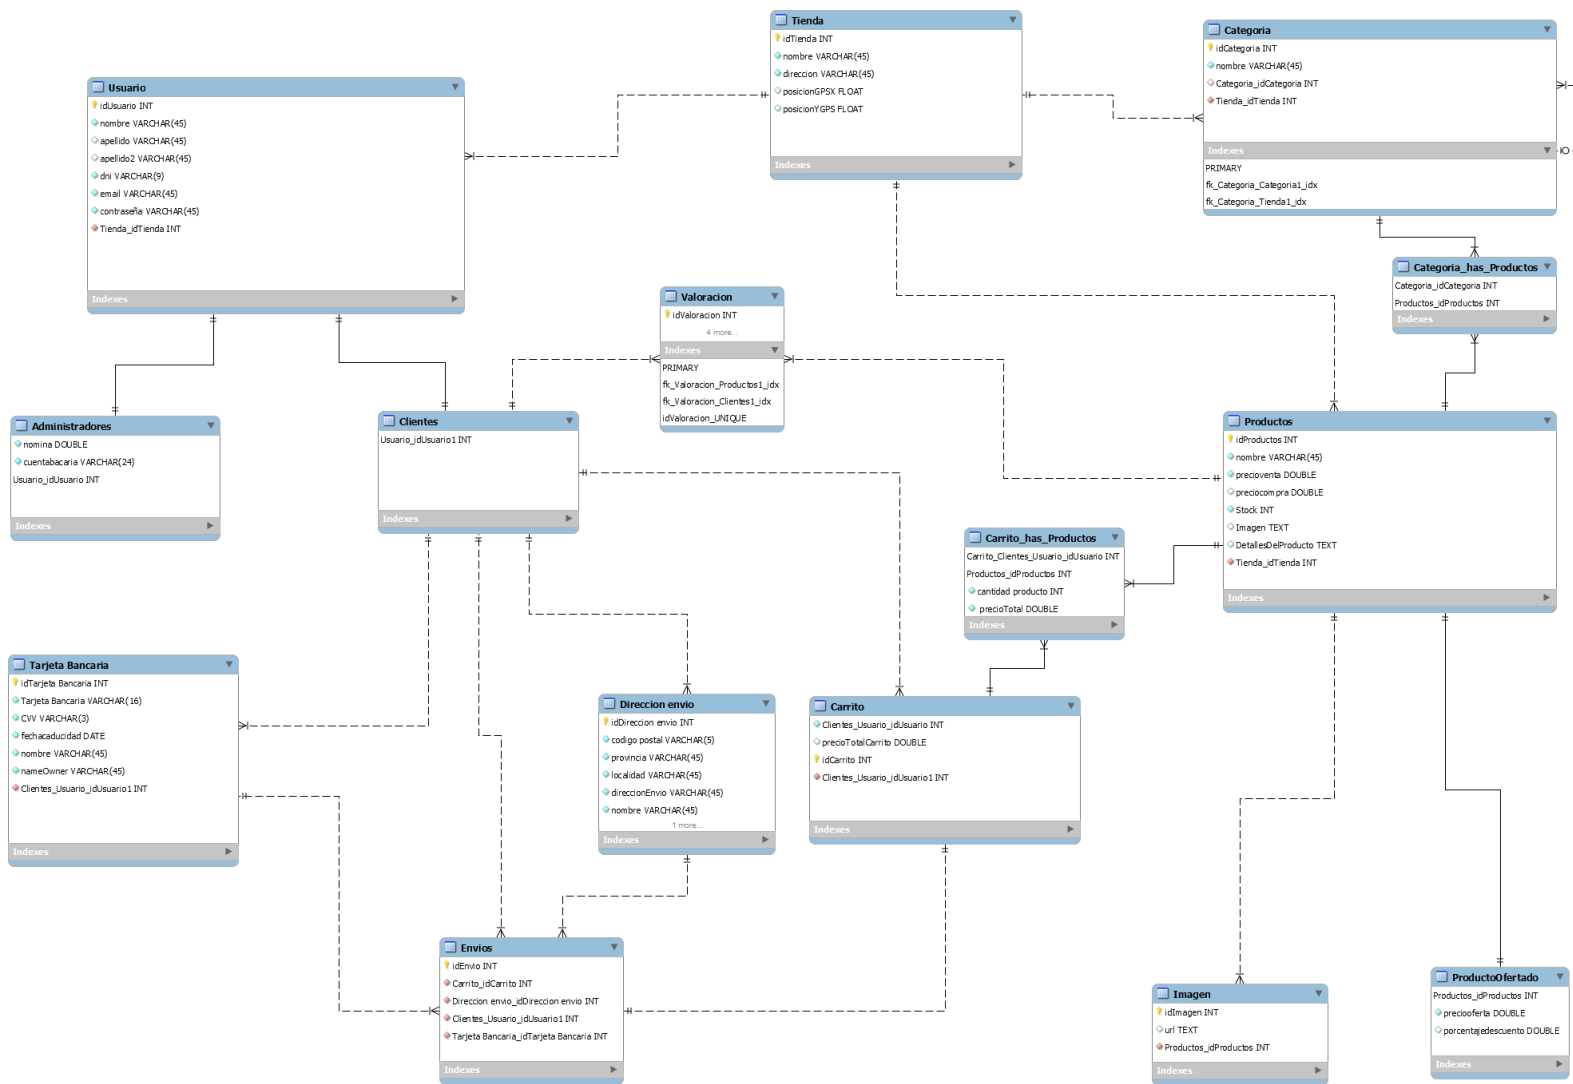 Tienda
idTienda INT
nombre VARCHAR(45)
direccion VARCHAR(45)
posicionGPSX FLOAT
posicionYGPS FLOAT
Indexes
Categoria
idCategoria INT
nombre VARCHAR(45)
Categoria_idCategoria INT
Tienda_idTienda INT
Indexes
PRIMARY
fk_Categoria_Categoria1_idx
fk_Categoria_Tienda1_idx
Usuario
idUsuario INT
nombre VARCHAR(45)
apellido VARCHAR(45)
apellido2 VARCHAR(45)
dni VARCHAR(9)
email VARCHAR(45)
contraseña VARCHAR(45)
Tienda_idTienda INT
Indexes
Categoria_has_Productos
Categoria_idCategoria INT
Productos_idProductos INT
Indexes
Valoracion
idValoracion INT
4 more...
Indexes
PRIMARY
fk_Valoracion_Productos1_idx
fk_Valoracion_Clientes1_idx
idValoracion_UNIQUE
Administradores
nomina DOUBLE
cuentabacaria VARCHAR(24)
Usuario_idUsuario INT
Indexes
Clientes
Usuario_idUsuario1 INT
Indexes
Productos
idProductos INT
nombre VARCHAR(45)
precioventa DOUBLE
preciocompra DOUBLE
Stock INT
Imagen TEXT
DetallesDelProducto TEXT
Tienda_idTienda INT
Indexes
Carrito_has_Productos
Carrito_Clientes_Usuario_idUsuario INT
Productos_idProductos INT
cantidad producto INT
precioTotal DOUBLE
Indexes
Tarjeta Bancaria
idTarjeta Bancaria INT
Tarjeta Bancaria VARCHAR(16)
CVV VARCHAR(3)
fechacaducidad DATE
nombre VARCHAR(45)
nameOwner VARCHAR(45)
Clientes_Usuario_idUsuario1 INT
Indexes
Direccion envio
idDireccion envio INT
codigo postal VARCHAR(5)
provincia VARCHAR(45)
localidad VARCHAR(45)
direccionEnvio VARCHAR(45)
nombre VARCHAR(45)
1 more...
Indexes
Carrito
Clientes_Usuario_idUsuario INT
precioTotalCarrito DOUBLE
idCarrito INT
Clientes_Usuario_idUsuario1 INT
Indexes
Envios
idEnvio INT
Carrito_idCarrito INT
Direccion envio_idDireccion envio INT
Clientes_Usuario_idUsuario1 INT
Tarjeta Bancaria_idTarjeta Bancaria INT
Indexes
Imagen
idImagen INT
url TEXT
Productos_idProductos INT
Indexes
ProductoOfertado
Productos_idProductos INT
preciooferta DOUBLE
porcentajedescuento DOUBLE
Indexes